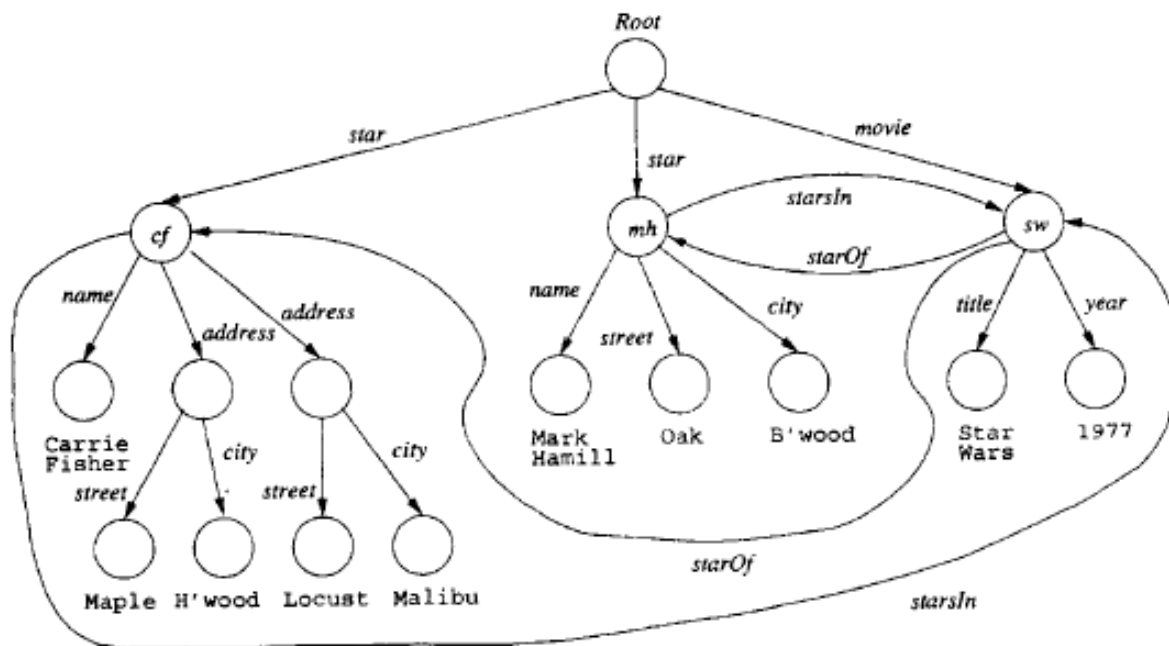 Root
star
star
movie
cf
mh
sw
starsIn
starOf
name
address
address
name
street
city
title
year
Carrie
Fisher
Mark
Hamill
Oak
B'wood
Star
Wars
1977
street
city
street
city
Maple
H'wood
Locust
Malibu
starOf
starsIn